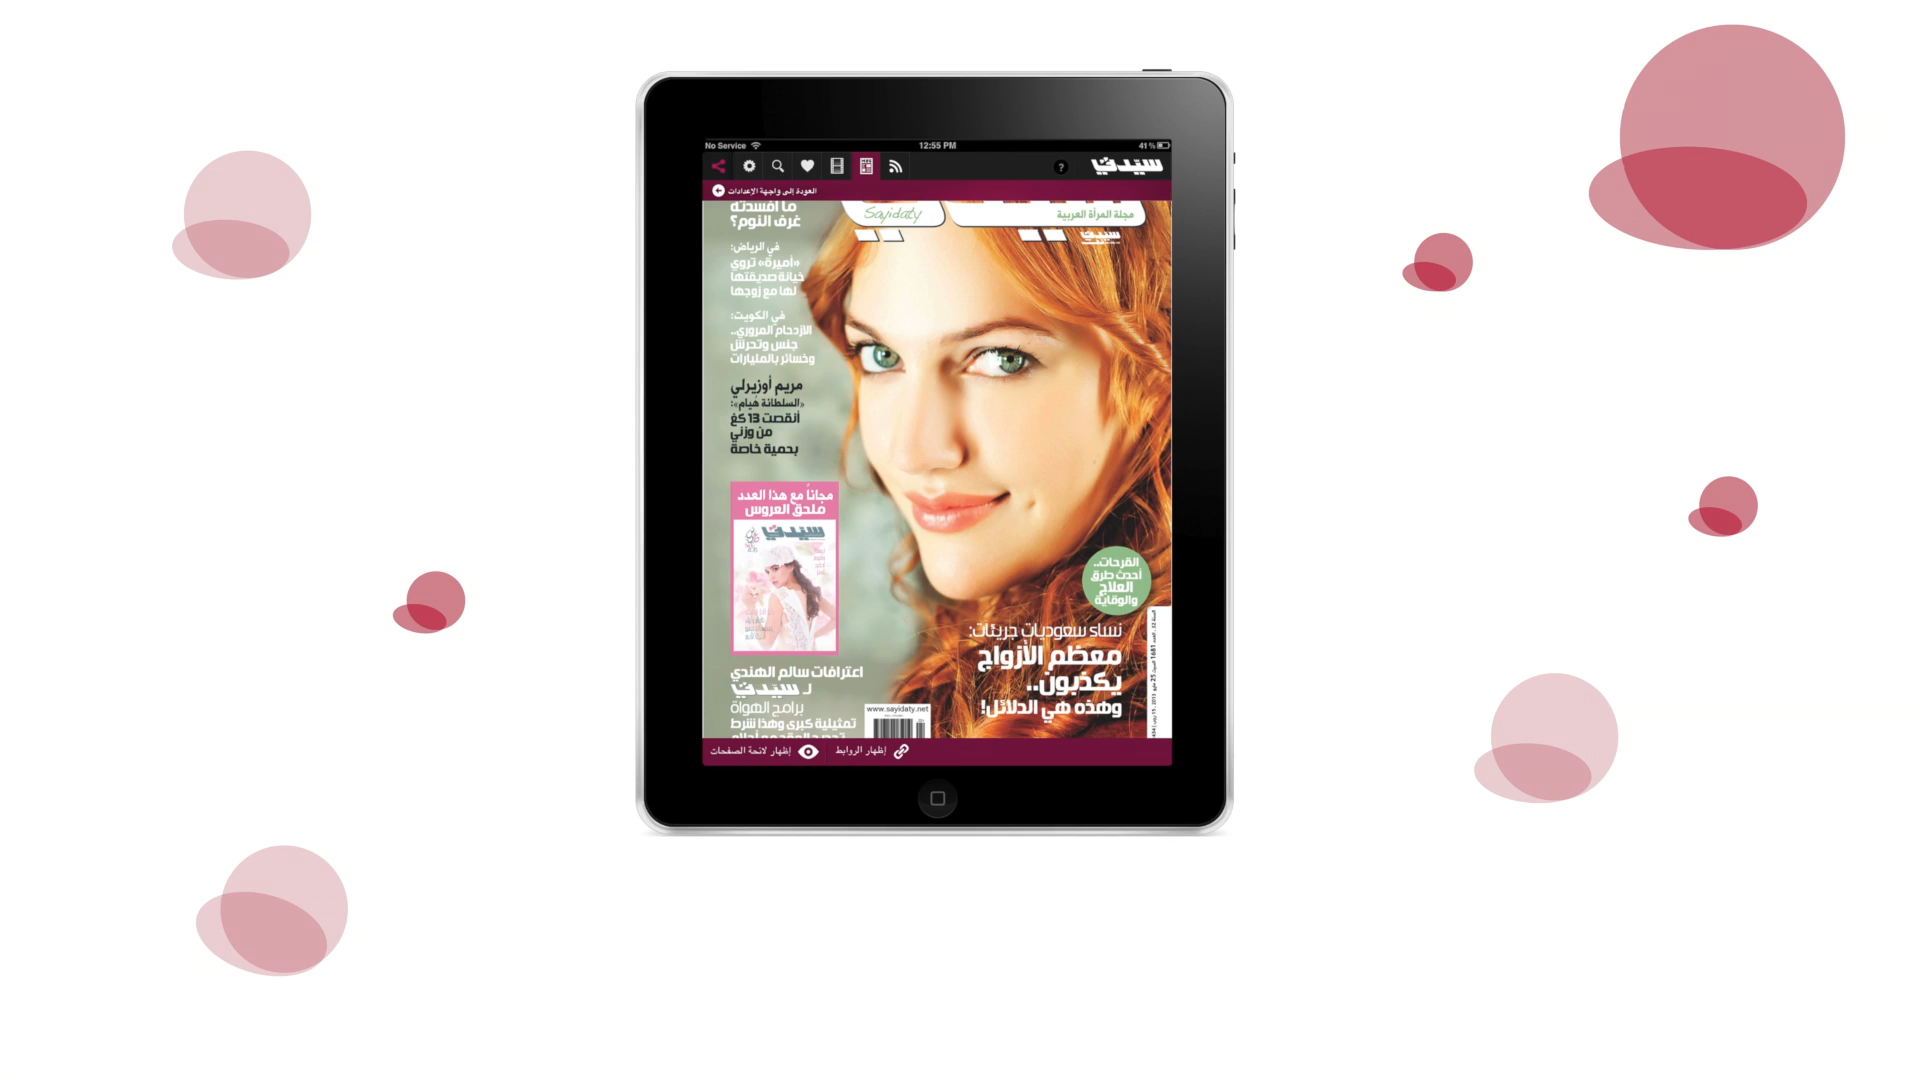 No Service
12:55 PM
41 %
سيدتي
?
العودة إلى واجهة الإعدادات
Sayidaty
مجلة المرأة العربية
سيدتي
ما أفسدته
غرف النوم؟
في الرياض:
«أميرة» تروي
خيانة صديقتها
لها مع زوجها
في الكويت:
الازدحام المروري..
جنس وتحرش
وخسائر بالمليارات
مريم أوزيرلي
«السلطانة هيام»:
أنقصت 13 كغ
من وزني
بحمية خاصة
مجاناً مع هذا العدد
ملحق العروس
سيدتي
القرحات..
أحدث طرق
العلاج
والوقاية
نساء سعوديات جريئات:
معظم الأزواج
يكذبون..
وهذه هي الدلائل!
اعترافات سالم الهندي
لـ سيدتي
برامج الهواة
تمثيلية كبرى وهذا شرط
www.sayidaty.net
إظهار لائحة الصفحات
إظهار الروابط